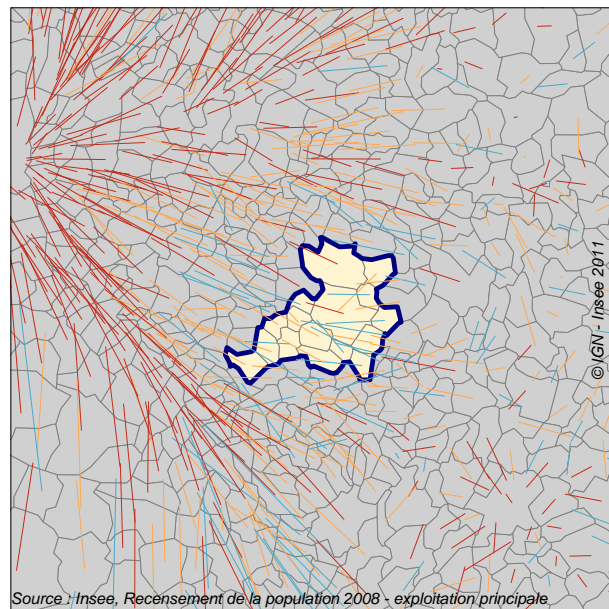 ©IGN - Insee 2011
Source : Insee, Recensement de la population 2008 - exploitation principale